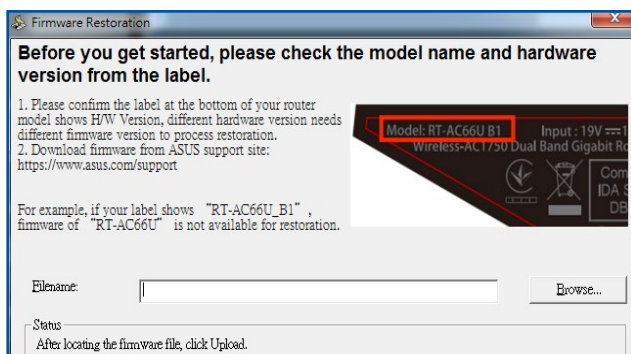 Firmware Restoration
Before you get started, please check the model name and hardware
version from the label.
1. Please confirm the label at the bottom of your router
model shows H/W Version, different hardware version needs
different firmware version to process restoration.
2. Download firmware from ASUS support site:
https://www.asus.com/support
For example, if your label shows “RT-AC66U_B1” ,
firmware of “RT-AC66U” is not available for restoration.
Model: RT-AC66U B1 Input : 19V
Wireless-AC1750 Dual Band Gigabit
Com
IDA S
DB
Filename:
Browse...
Status
After locating the firmware file, click Upload.